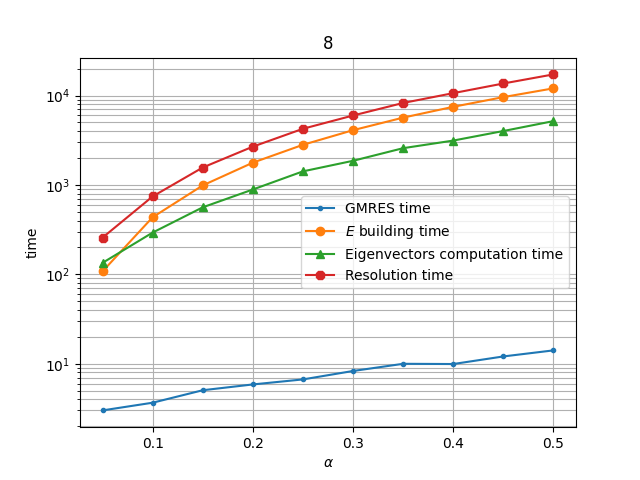 8
time
10⁴
10³
10²
10¹
GMRES time
E building time
Eigenvectors computation time
Resolution time
0.1 0.2 0.3 0.4 0.5
α